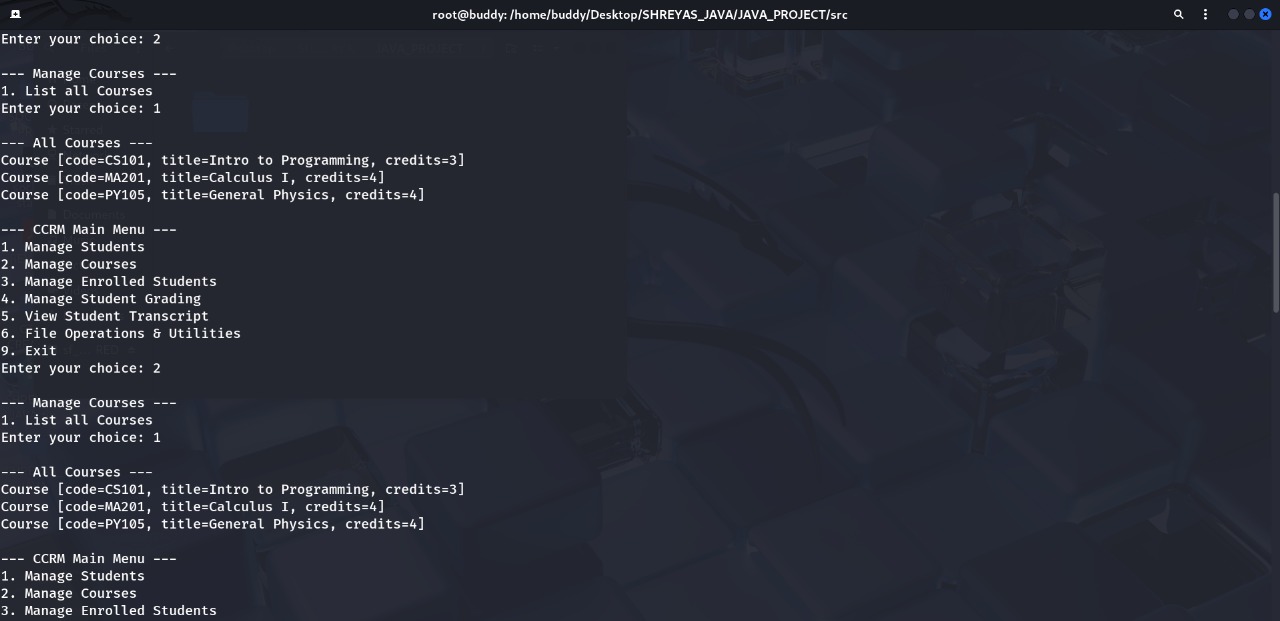 root@buddy: /home/buddy/Desktop/SHREYAS_JAVA/JAVA_PROJECT/src
Enter your choice: 2
--- Manage Courses ---
1. List all Courses
Enter your choice: 1
--- All Courses ---
Course [code=CS101, title=Intro to Programming, credits=3]
Course [code=MA201, title=Calculus I, credits=4]
Course [code=PY105, title=General Physics, credits=4]
--- CCRM Main Menu ---
1. Manage Students
2. Manage Courses
3. Manage Enrolled Students
4. Manage Student Grading
5. View Student Transcript
6. File Operations & Utilities
9. Exit
Enter your choice: 2
--- Manage Courses ---
1. List all Courses
Enter your choice: 1
--- All Courses ---
Course [code=CS101, title=Intro to Programming, credits=3]
Course [code=MA201, title=Calculus I, credits=4]
Course [code=PY105, title=General Physics, credits=4]
--- CCRM Main Menu ---
1. Manage Students
2. Manage Courses
3. Manage Enrolled Students